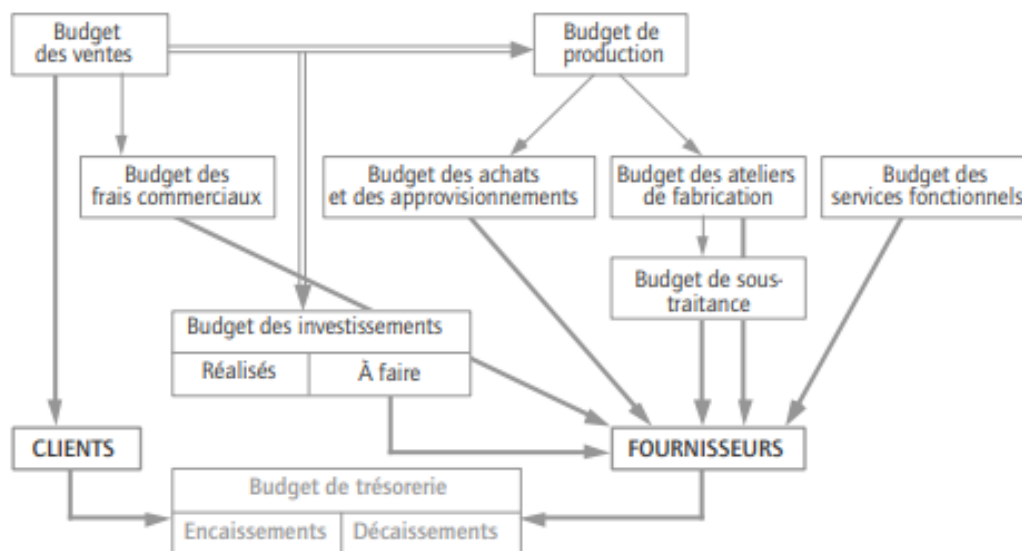 Budget
des ventes
Budget de
production
Budget des
frais commerciaux
Budget des achats
et des approvisionnements
Budget des ateliers
de fabrication
Budget des
services fonctionnels
Budget de sous-
traitance
Budget des investissements
Réalisés
À faire
CLIENTS
FOURNISSEURS
Budget de trésorerie
Encaissements
Décaissements